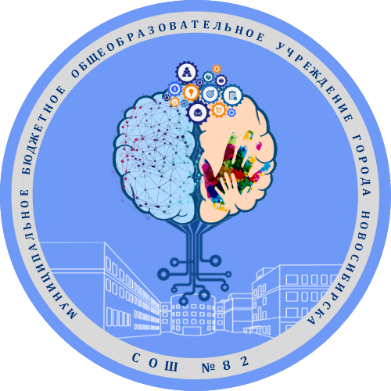 МУНИЦИПАЛЬНОЕ БЮДЖЕТНОЕ ОБЩЕОБРАЗОВАТЕЛЬНОЕ УЧРЕЖДЕНИЕ ГОРОДА НОВОСИБИРСКА
СОШ №82